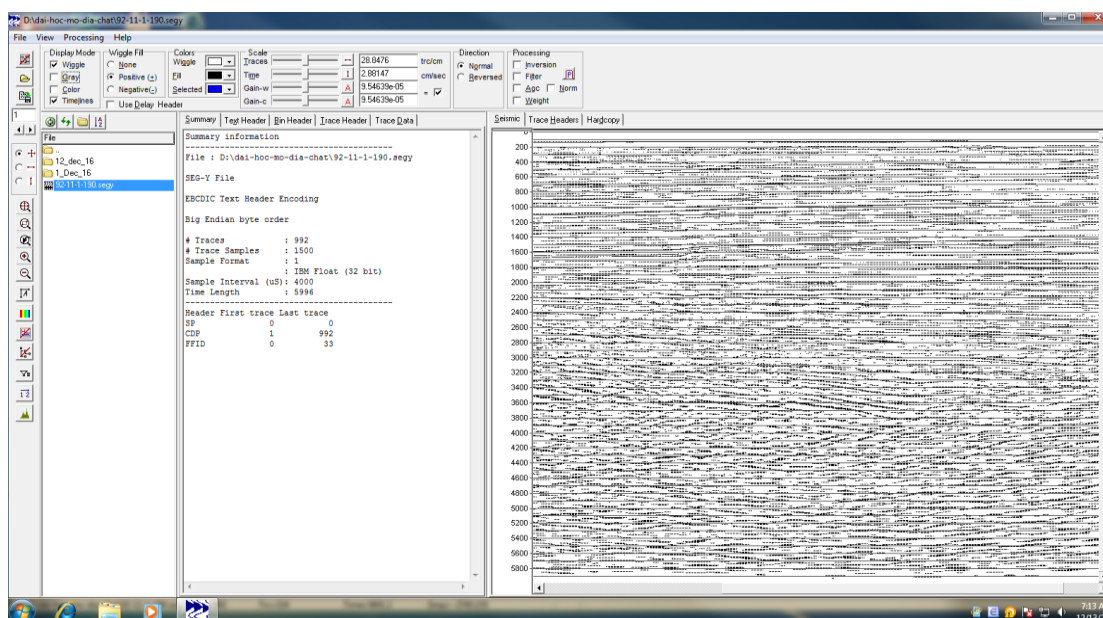 D:\dai-hoc-mo-dia-chat\92-11-1-190.segy
File View Processing Help
Display Mode
Wiggle
Gray
Color
Timelines
Wiggle Fill
None
Positive (+)
Negative(-)
Use Delay Header
Colors
Wiggle
Fill
Selected
Scale
Traces 28.8476 trc/cm
Time 2.88147 cm/sec
Gain-w A 9.54639e-05
Gain-c A 9.54639e-05
=
Direction
Normal
Reversed
Processing
Inversion
Filter
Agc Norm
Weight
1
File
..
12_dec_16
1_Dec_16
92-11-1-190.segy
Summary Text Header Bin Header Trace Header Trace Data
Summary information
--------------------------------------------------
File : D:\dai-hoc-mo-dia-chat\92-11-1-190.segy
SEG-Y File
EBCDIC Text Header Encoding
Big Endian byte order
# Traces : 992
# Trace Samples : 1500
Sample Format : 1
: IBM Float (32 bit)
Sample Interval (uS): 4000
Time Length : 5996
--------------------------------------------------
Header First trace Last trace
SP 0 0
CDP 1 992
FFID 0 33
Seismic Trace Headers Hardcopy
0
200
400
600
800
1000
1200
1400
1600
1800
2000
2200
2400
2600
2800
3000
3200
3400
3600
3800
4000
4200
4400
4600
4800
5000
5200
5400
5600
5800
7:13 A